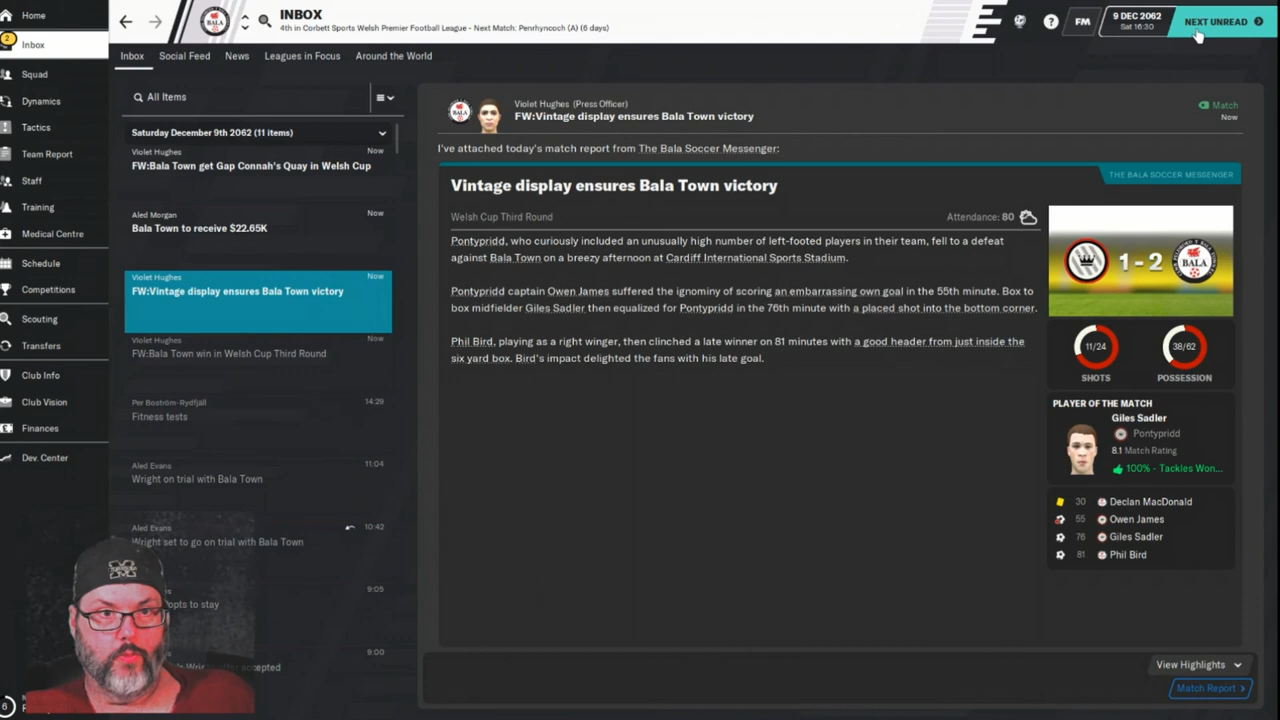 Home
2
Inbox
Squad
Dynamics
Tactics
Team Report
Staff
Training
Medical Centre
Schedule
Competitions
Scouting
Transfers
Club Info
Club Vision
Finances
Dev. Center
6
BALA
INBOX
4th in Corbett Sports Welsh Premier Football League - Next Match: Penrhyncoch (A) (6 days)
?
FM
9 DEC 2062
Sat 16:30
NEXT UNREAD
Inbox
Social Feed
News
Leagues in Focus
Around the World
All Items
Saturday December 9th 2062 (11 items)
Violet Hughes
Now
FW:Bala Town get Gap Connah's Quay in Welsh Cup
Aled Morgan
Now
Bala Town to receive $22.65K
Violet Hughes
Now
FW:Vintage display ensures Bala Town victory
Violet Hughes
Now
FW:Bala Town win in Welsh Cup Third Round
Per Boström-Rydfjäll
14:29
Fitness tests
Aled Evans
11:04
Wright on trial with Bala Town
Aled Evans
10:42
Wright set to go on trial with Bala Town
9:05
opts to stay
9:00
accepted
M
BALA
Violet Hughes (Press Officer)
FW:Vintage display ensures Bala Town victory
Match
Now
I've attached today's match report from The Bala Soccer Messenger:
THE BALA SOCCER MESSENGER
Vintage display ensures Bala Town victory
Welsh Cup Third Round
Attendance: 80
Pontypridd, who curiously included an unusually high number of left-footed players in their team, fell to a defeat
against Bala Town on a breezy afternoon at Cardiff International Sports Stadium.
Pontypridd captain Owen James suffered the ignominy of scoring an embarrassing own goal in the 55th minute. Box to
box midfielder Giles Sadler then equalized for Pontypridd in the 76th minute with a placed shot into the bottom corner.
Phil Bird, playing as a right winger, then clinched a late winner on 81 minutes with a good header from just inside the
six yard box. Bird's impact delighted the fans with his late goal.
1 - 2
BALA
11/24
SHOTS
38/62
POSSESSION
PLAYER OF THE MATCH
Giles Sadler
Pontypridd
8.1 Match Rating
100% - Tackles Won...
30 Declan MacDonald
55 Owen James
76 Giles Sadler
81 Phil Bird
View Highlights
Match Report